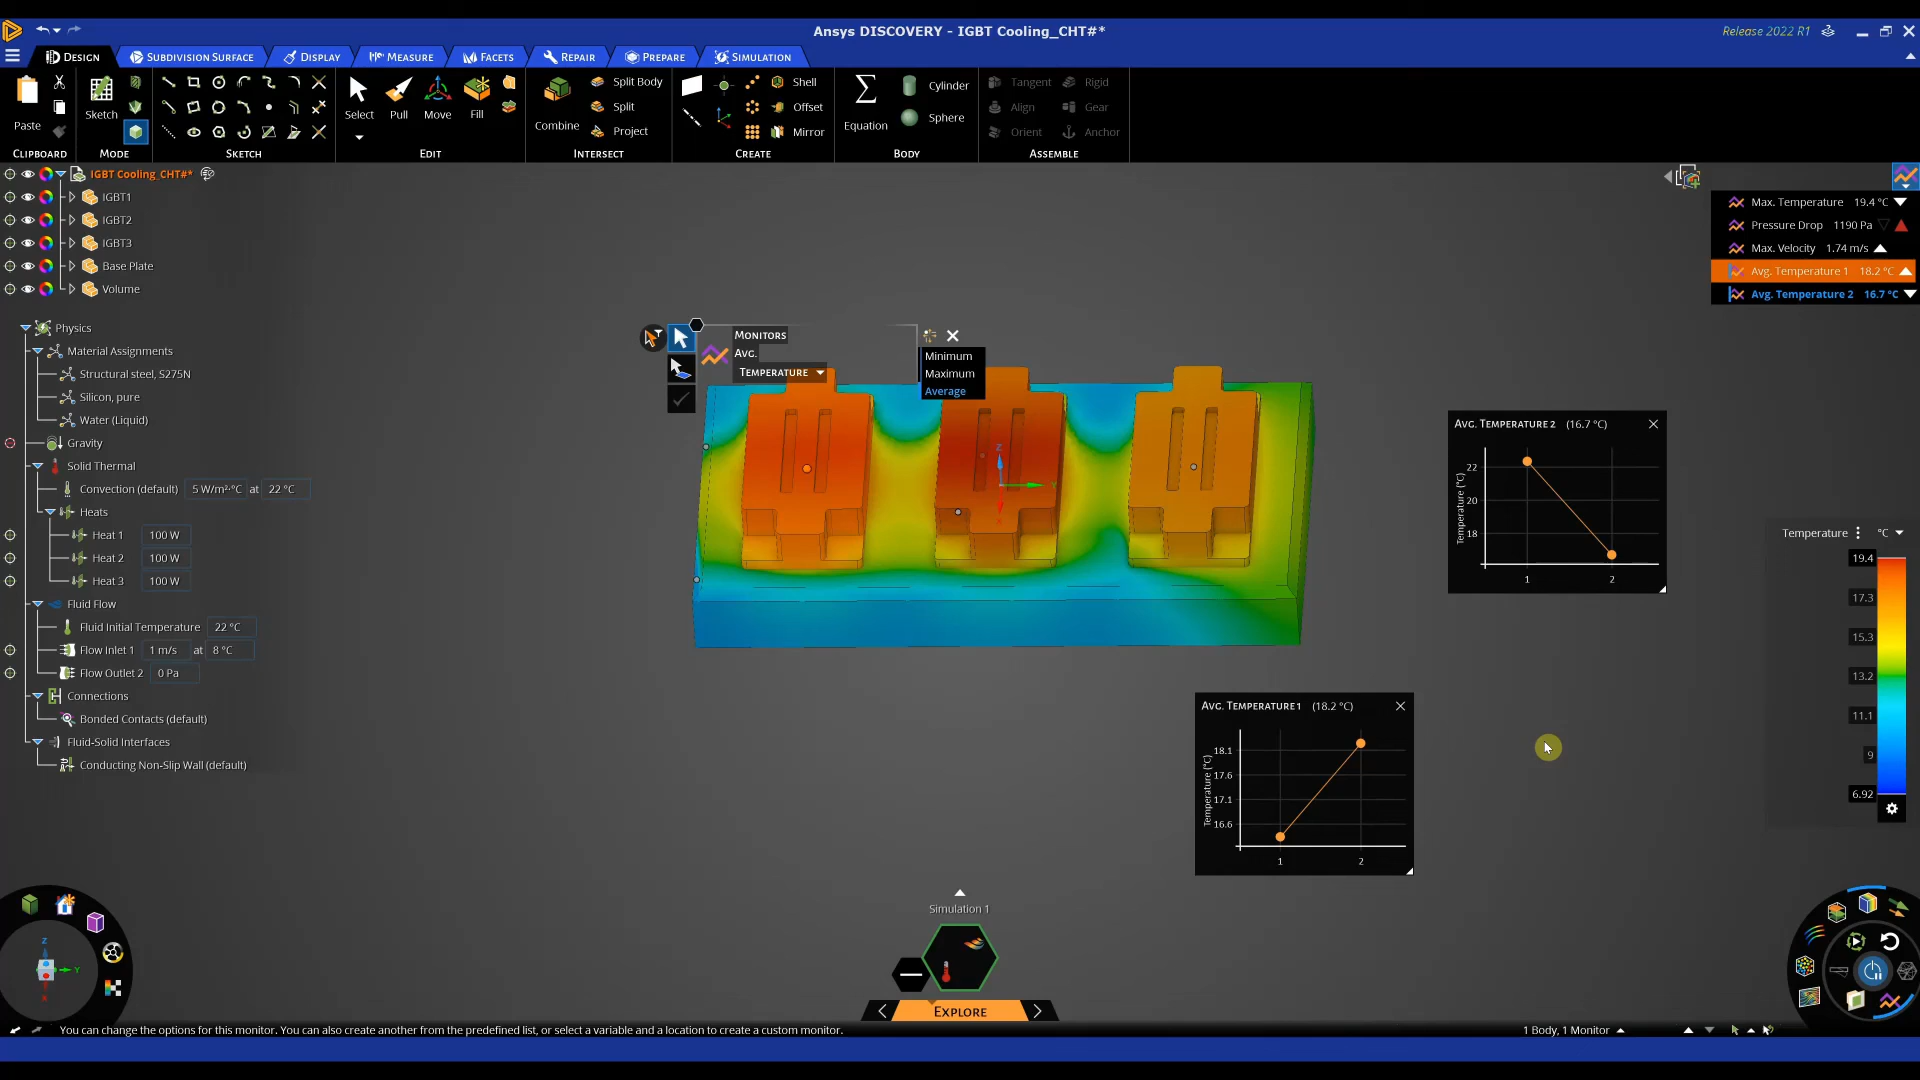 Ansys DISCOVERY - IGBT Cooling_CHT#*
Release 2022 R1
DESIGN
SUBDIVISION SURFACE
DISPLAY
MEASURE
FACETS
REPAIR
PREPARE
SIMULATION
Paste
CLIPBOARD
Sketch
MODE
SKETCH
Select
Pull
Move
Fill
EDIT
Combine
Split Body
Split
Project
INTERSECT
Shell
Offset
Mirror
CREATE
Equation
Cylinder
Sphere
BODY
Tangent
Rigid
Align
Gear
Orient
Anchor
ASSEMBLE
IGBT Cooling_CHT#*
IGBT1
IGBT2
IGBT3
Base Plate
Volume
Physics
Material Assignments
Structural steel, S275N
Silicon, pure
Water (Liquid)
Gravity
Solid Thermal
Convection (default) 5 W/m²·°C at 22 °C
Heats
Heat 1 100 W
Heat 2 100 W
Heat 3 100 W
Fluid Flow
Fluid Initial Temperature 22 °C
Flow Inlet 1 1 m/s at 8 °C
Flow Outlet 2 0 Pa
Connections
Bonded Contacts (default)
Fluid-Solid Interfaces
Conducting Non-Slip Wall (default)
MONITORS
AVG.
TEMPERATURE
Minimum
Maximum
Average
Z
Y
X
Max. Temperature 19.4 °C
Pressure Drop 1190 Pa
Max. Velocity 1.74 m/s
Avg. Temperature 1 18.2 °C
Avg. Temperature 2 16.7 °C
AVG. TEMPERATURE 2 (16.7 °C)
Temperature (°C)
22
20
18
1 2
Temperature °C
19.4
17.3
15.3
13.2
11.1
9
6.92
AVG. TEMPERATURE 1 (18.2 °C)
Temperature (°C)
18.1
17.6
17.1
16.6
1 2
Simulation 1
EXPLORE
Z
Y
X
You can change the options for this monitor. You can also create another from the predefined list, or select a variable and a location to create a custom monitor.
1 Body, 1 Monitor